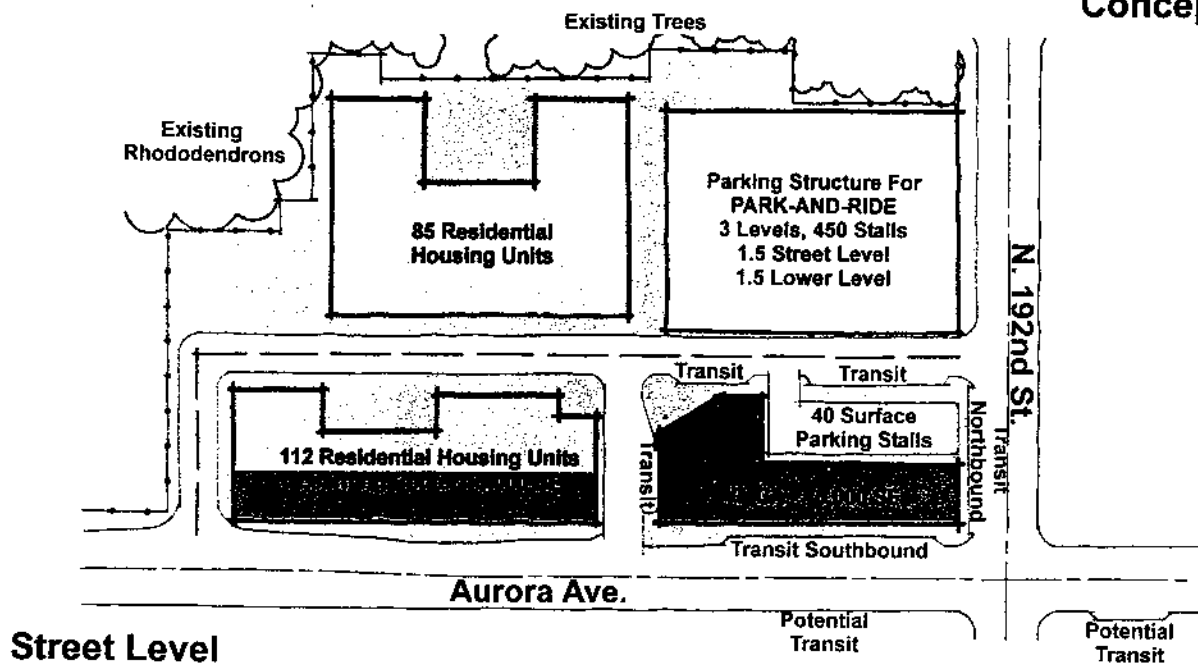 Concep
Existing Trees
Existing
Rhododendrons
85 Residential
Housing Units
Parking Structure For
PARK-AND-RIDE
3 Levels, 450 Stalls
1.5 Street Level
1.5 Lower Level
N. 192nd St.
Transit
Transit
40 Surface
Parking Stalls
112 Residential Housing Units
Transit
Northbound
Transit
Transit Southbound
Aurora Ave.
Potential
Transit
Potential
Transit
Street Level